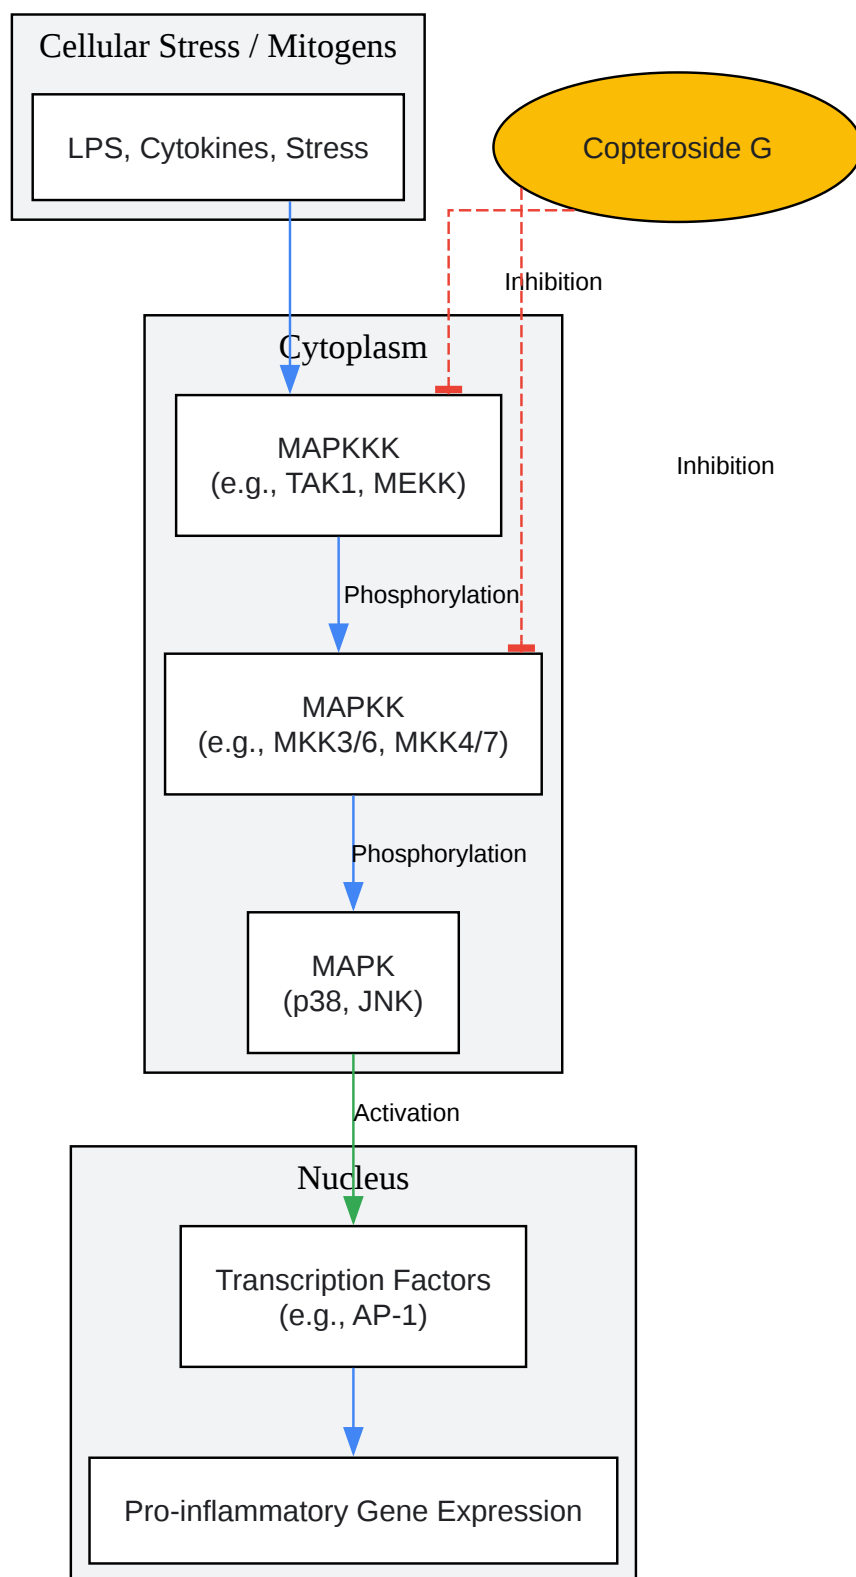 Cellular Stress / Mitogens
LPS, Cytokines, Stress
Copteroside G
Inhibition
Cytoplasm
MAPKKK
(e.g., TAK1, MEKK)
Inhibition
Phosphorylation
MAPKK
(e.g., MKK3/6, MKK4/7)
Phosphorylation
MAPK
(p38, JNK)
Activation
Nucleus
Transcription Factors
(e.g., AP-1)
Pro-inflammatory Gene Expression